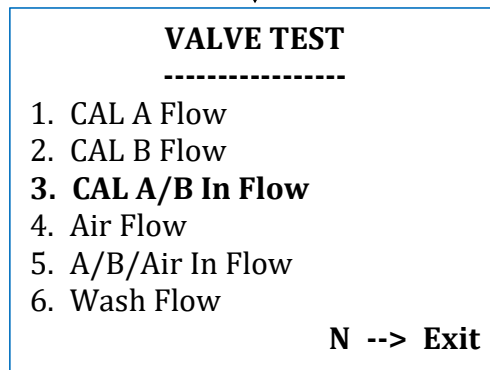 VALVE TEST
-----------------
1. CAL A Flow
2. CAL B Flow
3. CAL A/B In Flow
4. Air Flow
5. A/B/Air In Flow
6. Wash Flow
N --> Exit